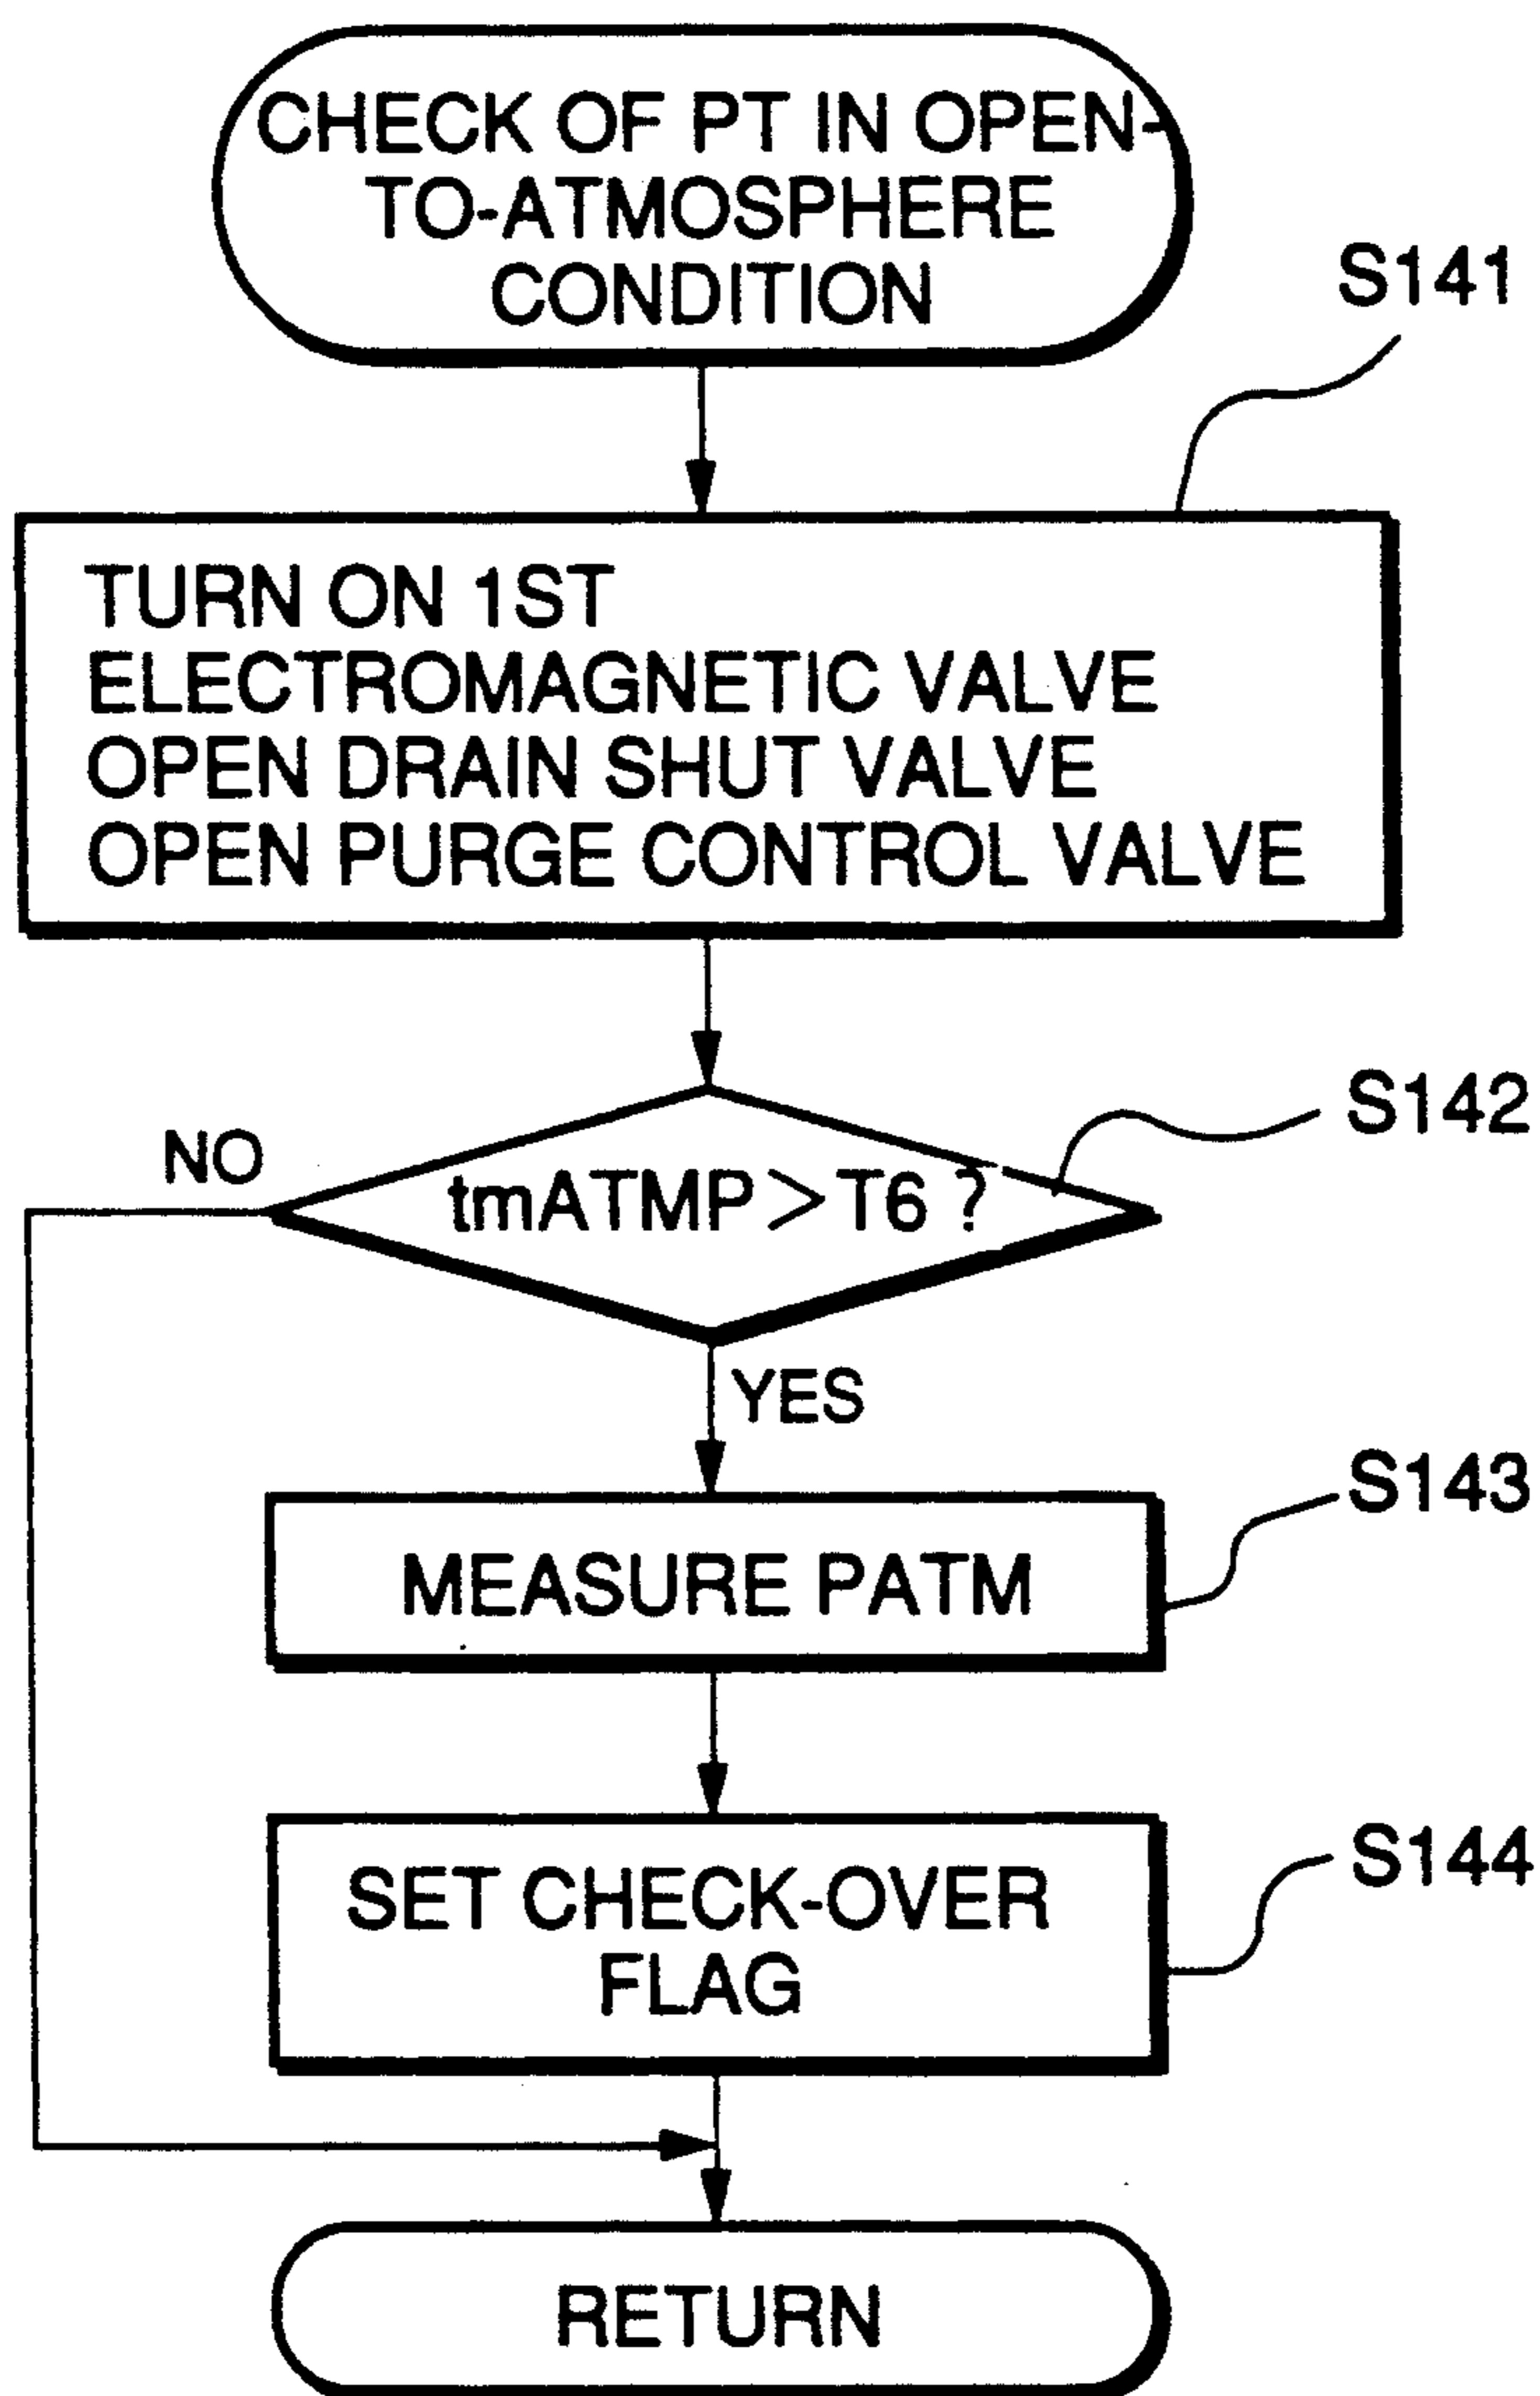 CHECK OF PT IN OPEN-
TO-ATMOSPHERE
CONDITION
S141
TURN ON 1ST
ELECTROMAGNETIC VALVE
OPEN DRAIN SHUT VALVE
OPEN PURGE CONTROL VALVE
S142
NO
tmATMP>T6 ?
YES
S143
MEASURE PATM
S144
SET CHECK-OVER
FLAG
RETURN